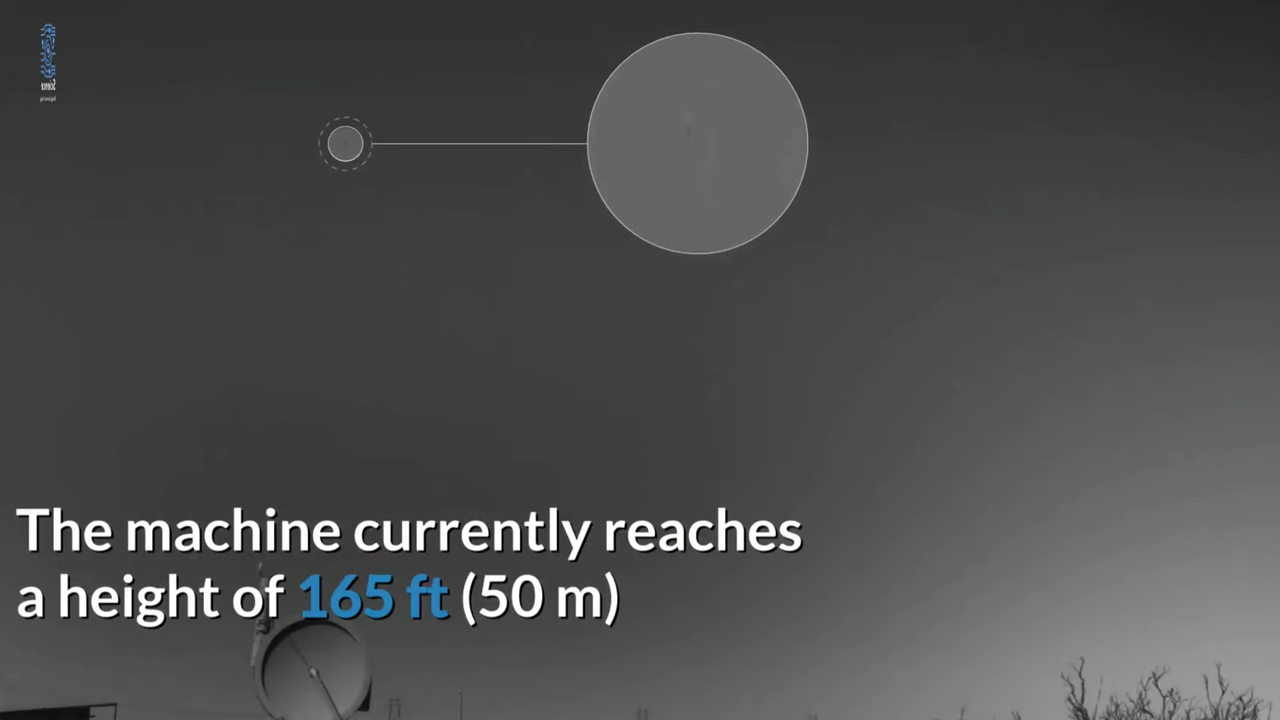 The machine currently reaches
a height of 165 ft (50 m)